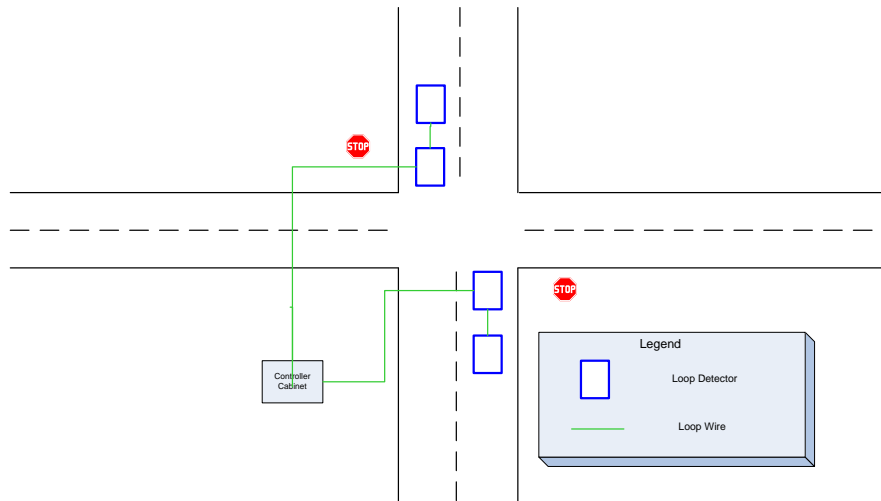 STOP
STOP
Controller
Cabinet
Legend
Loop Detector
Loop Wire